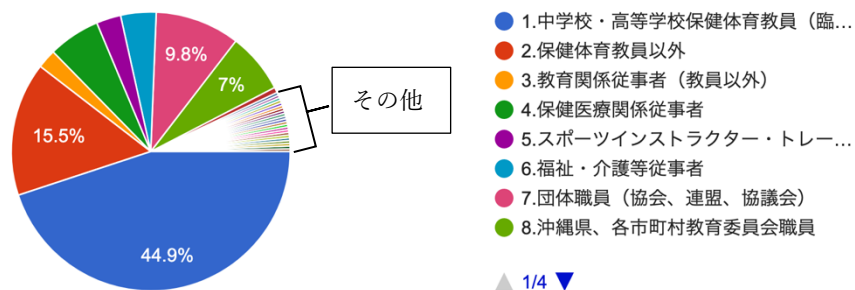 9.8%
7%
15.5%
44.9%
その他
1.中学校・高等学校保健体育教員（臨…
2.保健体育教員以外
3.教育関係従事者（教員以外）
4.保健医療関係従事者
5.スポーツインストラクター・トレー…
6.福祉・介護等従事者
7.団体職員（協会、連盟、協議会）
8.沖縄県、各市町村教育委員会職員
1/4